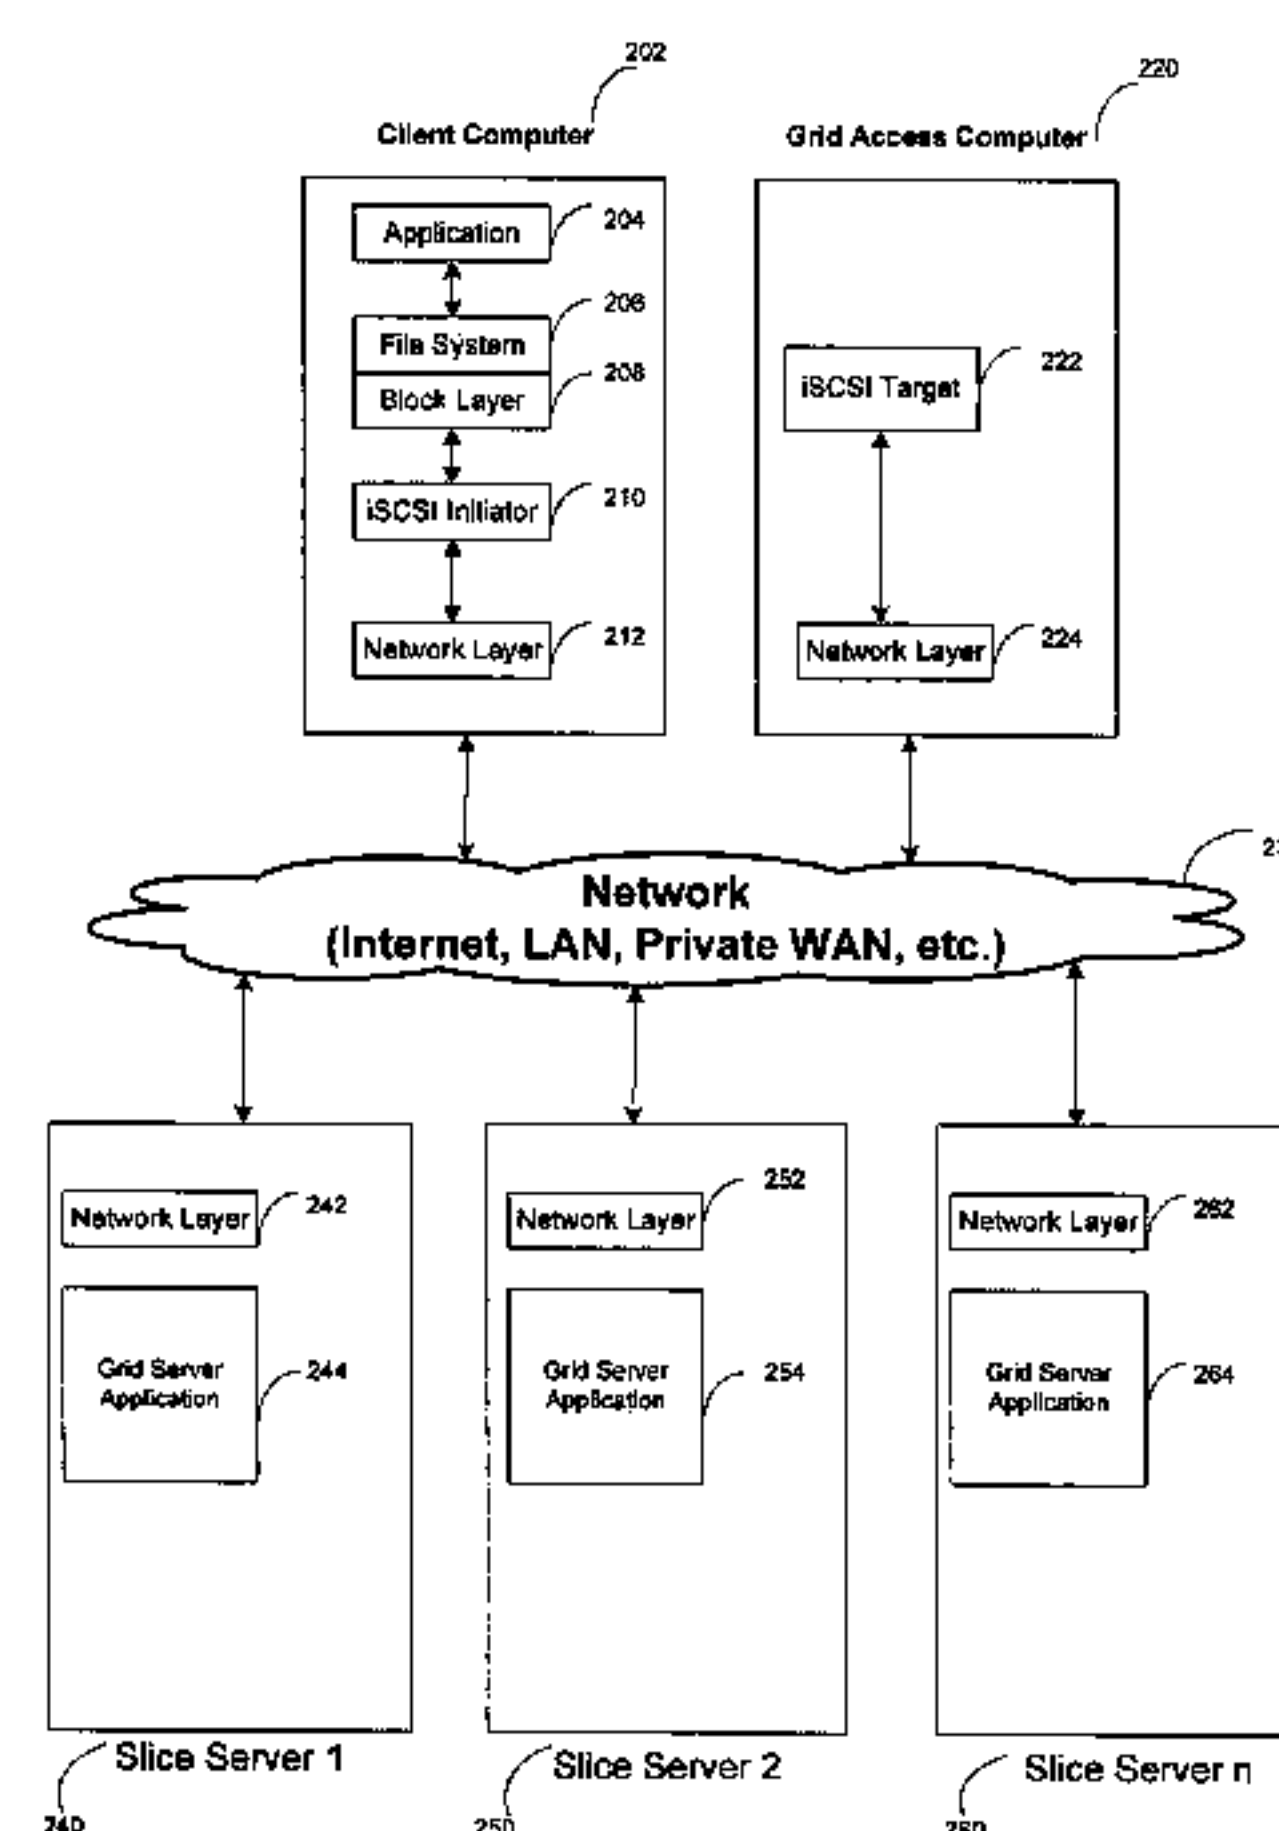 202
220
Client Computer
Grid Access Computer
Application
204
206
File System
208
Block Layer
iSCSI Target
222
iSCSI Initiator
210
Network Layer
212
Network Layer
224
Network
(Internet, LAN, Private WAN, etc.)
Network Layer
242
Network Layer
252
Network Layer
262
Grid Server
Application
244
Grid Server
Application
254
Grid Server
Application
264
Slice Server 1
Slice Server 2
Slice Server n
240
250
260